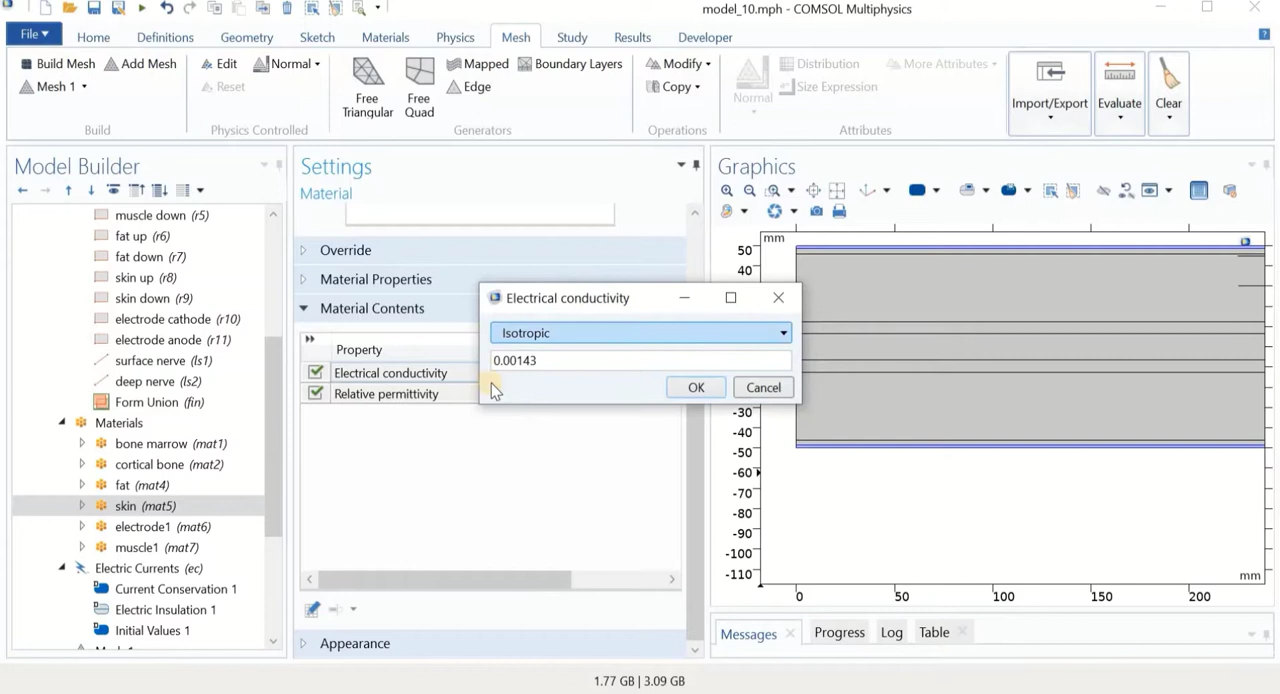 model_10.mph - COMSOL Multiphysics
File Home Definitions Geometry Sketch Materials Physics Mesh Study Results Developer
Build Mesh Add Mesh
Mesh 1
Build
Edit Normal
Reset
Physics Controlled
Free Triangular
Free Quad
Mapped Boundary Layers
Edge
Generators
Modify
Copy
Operations
Normal
Distribution More Attributes
Size Expression
Attributes
Import/Export
Evaluate
Clear
Model Builder
muscle down (r5)
fat up (r6)
fat down (r7)
skin up (r8)
skin down (r9)
electrode cathode (r10)
electrode anode (r11)
surface nerve (ls1)
deep nerve (ls2)
Form Union (fin)
Materials
bone marrow (mat1)
cortical bone (mat2)
fat (mat4)
skin (mat5)
electrode1 (mat6)
muscle1 (mat7)
Electric Currents (ec)
Current Conservation 1
Electric Insulation 1
Initial Values 1
Settings
Material
Override
Material Properties
Material Contents
Property
Electrical conductivity
Relative permittivity
Appearance
Electrical conductivity
Isotropic
0.00143
OK Cancel
Graphics
mm
50
40
-30
-40
-50
-60
-70
-80
-90
-100
-110
0 50 100 150 200
mm
Messages Progress Log Table
1.77 GB | 3.09 GB